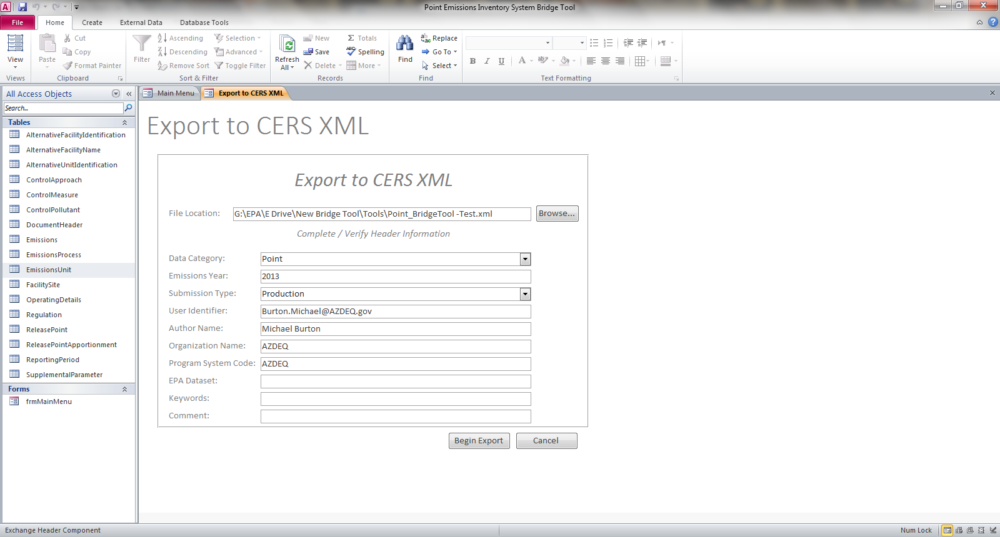 Point Emissions Inventory System Bridge Tool
File Home Create External Data Database Tools
View
Views
Paste
Cut
Copy
Format Painter
Clipboard
Filter
Ascending
Descending
Remove Sort
Selection
Advanced
Toggle Filter
Sort & Filter
Refresh All
New
Save
Delete
Totals
Spelling
More
Records
Find
Replace
Go To
Select
Find
B I U A ab
Text Formatting
All Access Objects
Search...
Tables
AlternativeFacilityIdentification
AlternativeFacilityName
AlternativeUnitIdentification
ControlApproach
ControlMeasure
ControlPollutant
DocumentHeader
Emissions
EmissionsProcess
EmissionsUnit
FacilitySite
OperatingDetails
Regulation
ReleasePoint
ReleasePointApportionment
ReportingPeriod
SupplementalParameter
Forms
frmMainMenu
Main Menu Export to CERS XML
Export to CERS XML
Export to CERS XML
File Location: G:\EPA\E Drive\New Bridge Tool\Tools\Point_BridgeTool -Test.xml Browse...
Complete / Verify Header Information
Data Category: Point
Emissions Year: 2013
Submission Type: Production
User Identifier: Burton.Michael@AZDEQ.gov
Author Name: Michael Burton
Organization Name: AZDEQ
Program System Code: AZDEQ
EPA Dataset:
Keywords:
Comment:
Begin Export Cancel
Exchange Header Component Num Lock